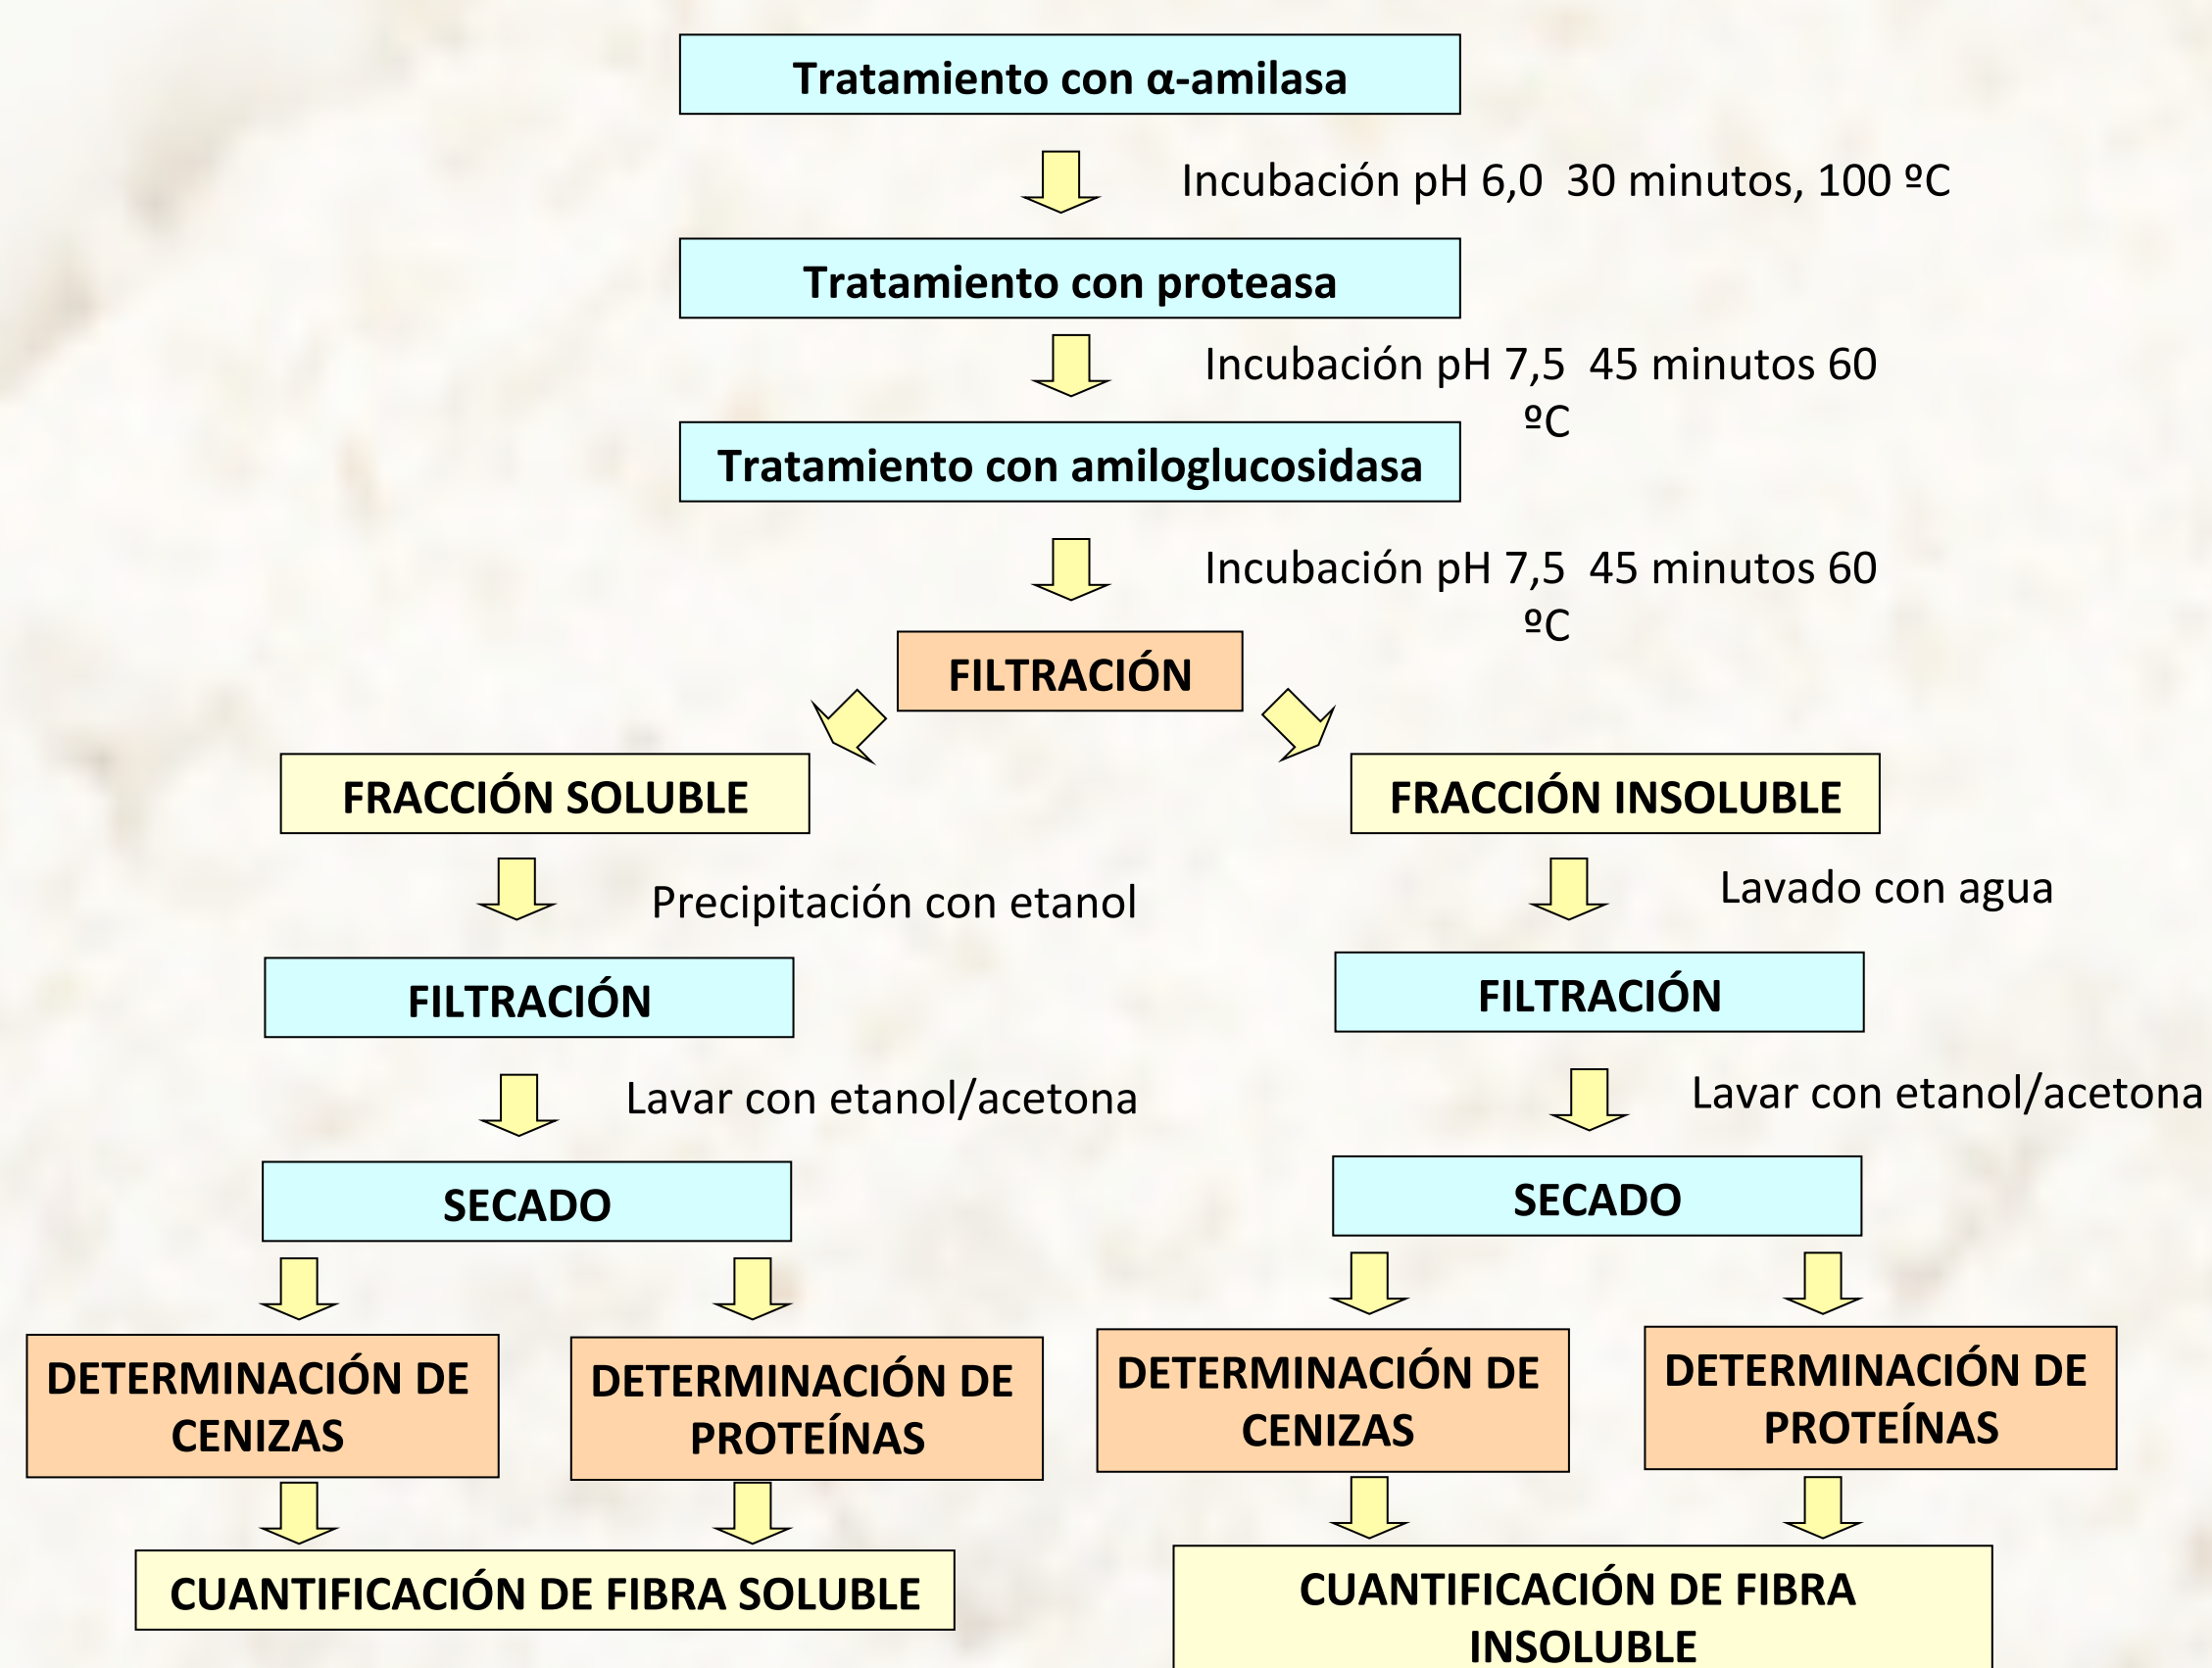 Tratamiento con α-amilasa
Incubación pH 6,0  30 minutos, 100 ºC
Tratamiento con proteasa
Incubación pH 7,5  45 minutos 60
ºC
Tratamiento con amiloglucosidasa
Incubación pH 7,5  45 minutos 60
ºC
FILTRACIÓN
FRACCIÓN SOLUBLE
FRACCIÓN INSOLUBLE
Precipitación con etanol
Lavado con agua
FILTRACIÓN
FILTRACIÓN
Lavar con etanol/acetona
Lavar con etanol/acetona
SECADO
SECADO
DETERMINACIÓN DE
CENIZAS
DETERMINACIÓN DE
PROTEÍNAS
DETERMINACIÓN DE
CENIZAS
DETERMINACIÓN DE
PROTEÍNAS
CUANTIFICACIÓN DE FIBRA SOLUBLE
CUANTIFICACIÓN DE FIBRA
INSOLUBLE